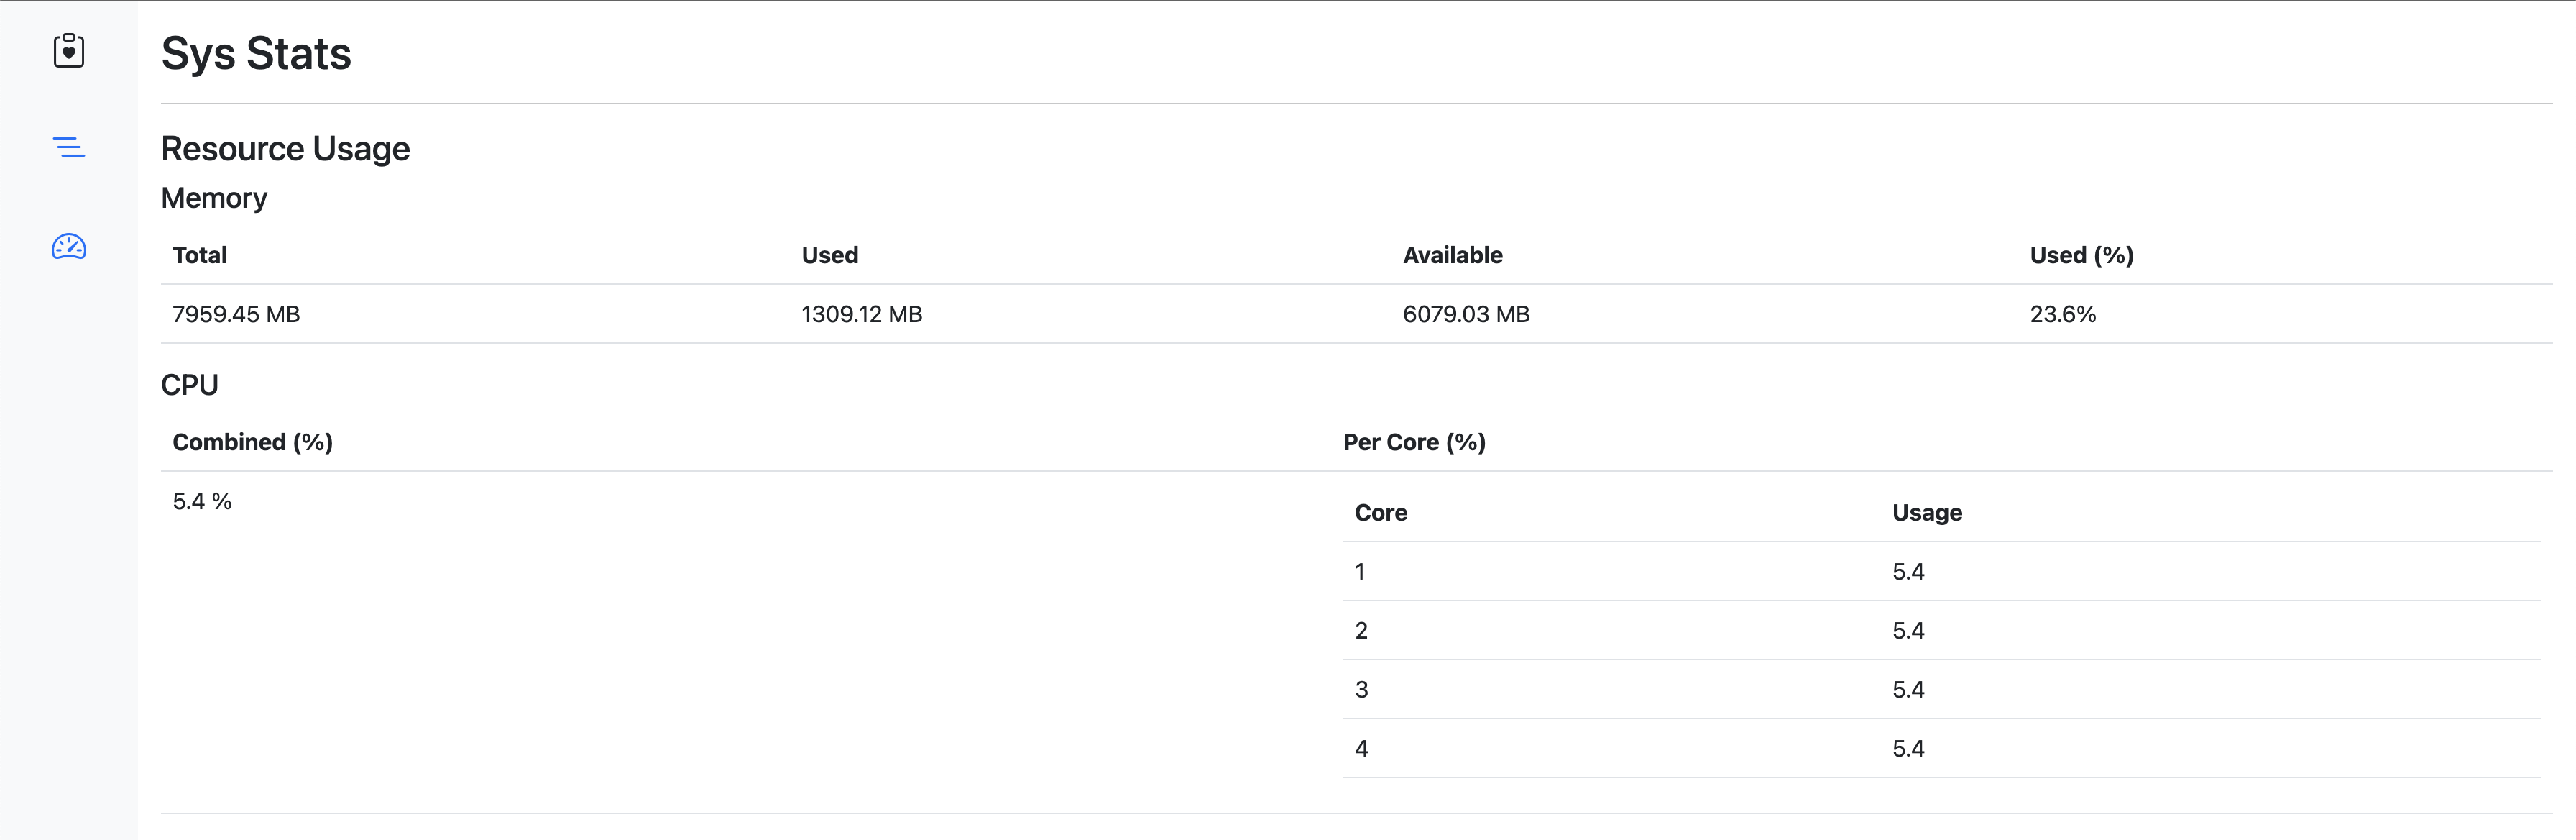 Sys Stats
Resource Usage
Memory
Total Used Available Used (%)
7959.45 MB 1309.12 MB 6079.03 MB 23.6%
CPU
Combined (%) Per Core (%)
5.4 %
Core Usage
1 5.4
2 5.4
3 5.4
4 5.4